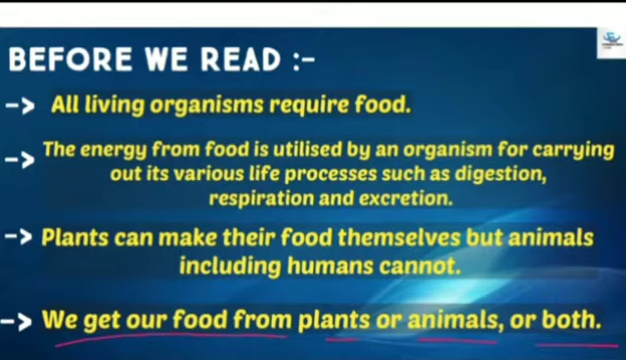 BEFORE WE READ :-
-> All living organisms require food.
-> The energy from food is utilised by an organism for carrying
out its various life processes such as digestion,
respiration and excretion.
-> Plants can make their food themselves but animals
including humans cannot.
-> We get our food from plants or animals, or both.